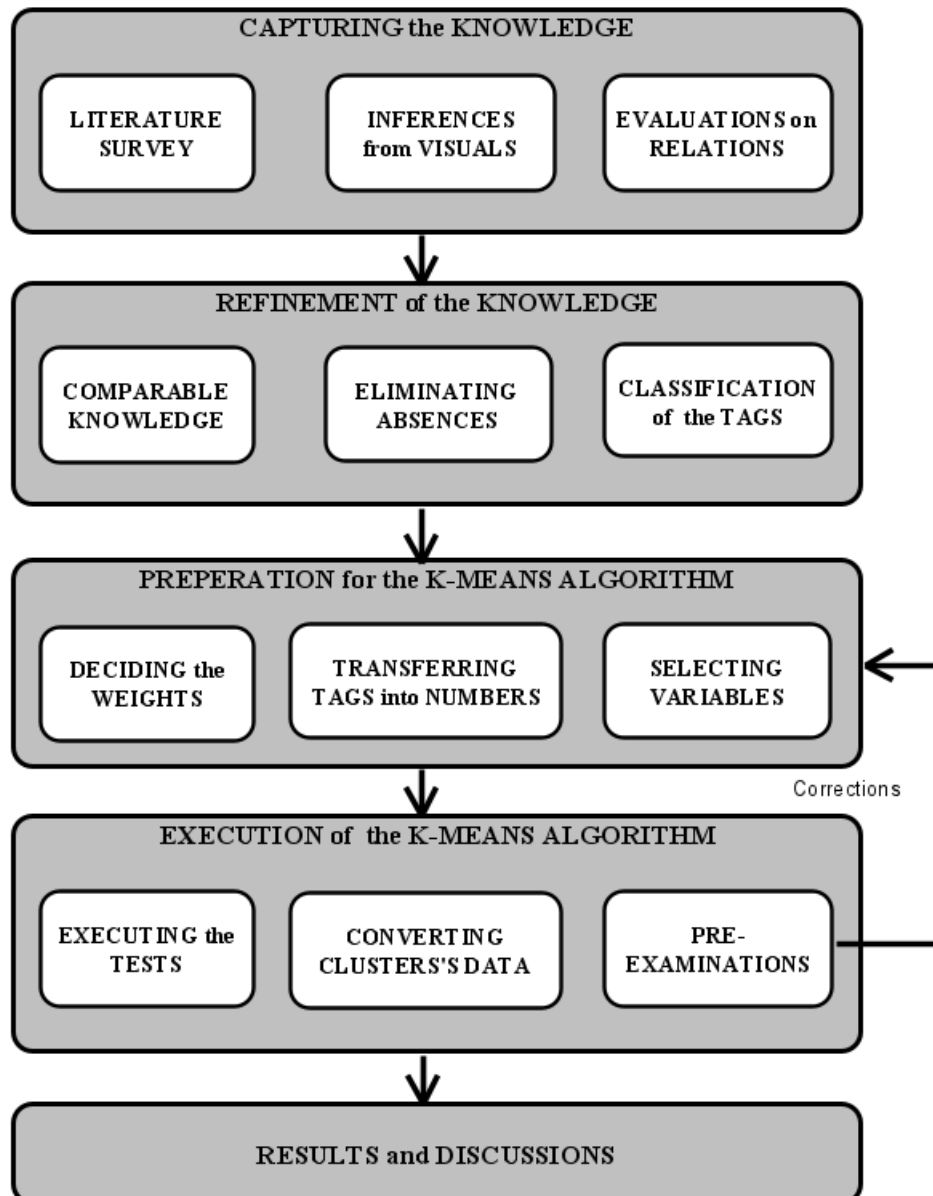 CAPTURING the KNOWLEDGE
LITERATURE
SURVEY
INFERENCES
from VISUALS
EVALUATIONS on
RELATIONS
REFINEMENT of the KNOWLEDGE
COMPARABLE
KNOWLEDGE
ELIMINATING
ABSENCES
CLASSIFICATION
of the TAGS
PREPERATION for the K-MEANS ALGORITHM
DECIDING the
WEIGHTS
TRANSFERRING
TAGS into NUMBERS
SELECTING
VARIABLES
Corrections
EXECUTION of the K-MEANS ALGORITHM
EXECUTING the
TESTS
CONVERTING
CLUSTERS'S DATA
PRE-
EXAMINATIONS
RESULTS and DISCUSSIONS